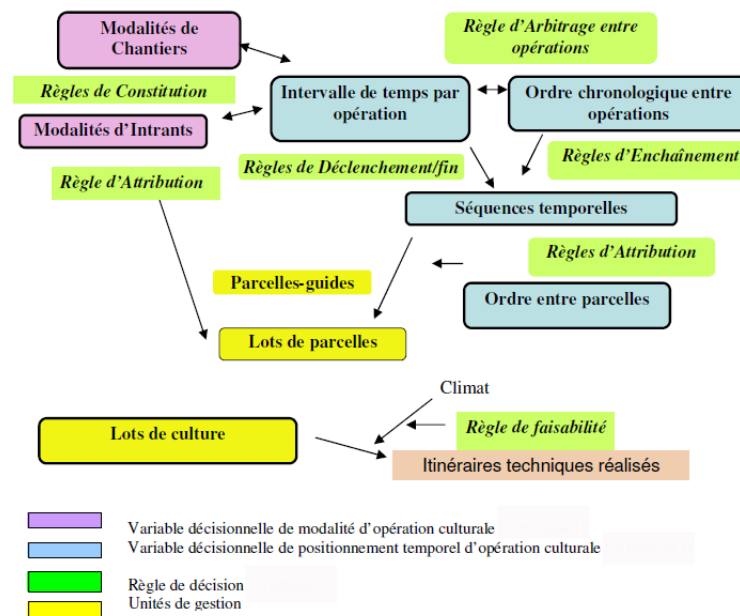 Modalités de
Chantiers
Règle d'Arbitrage entre
opérations
Règles de Constitution
Intervalle de temps par
opération
Ordre chronologique entre
opérations
Modalités d'Intrants
Règles de Déclenchement/fin
Règles d'Enchaînement
Règle d'Attribution
Séquences temporelles
Règles d'Attribution
Parcelles-guides
Ordre entre parcelles
Lots de parcelles
Climat
Lots de culture
Règle de faisabilité
Itinéraires techniques réalisés
Variable décisionnelle de modalité d'opération culturale
Variable décisionnelle de positionnement temporel d'opération culturale
Règle de décision
Unités de gestion